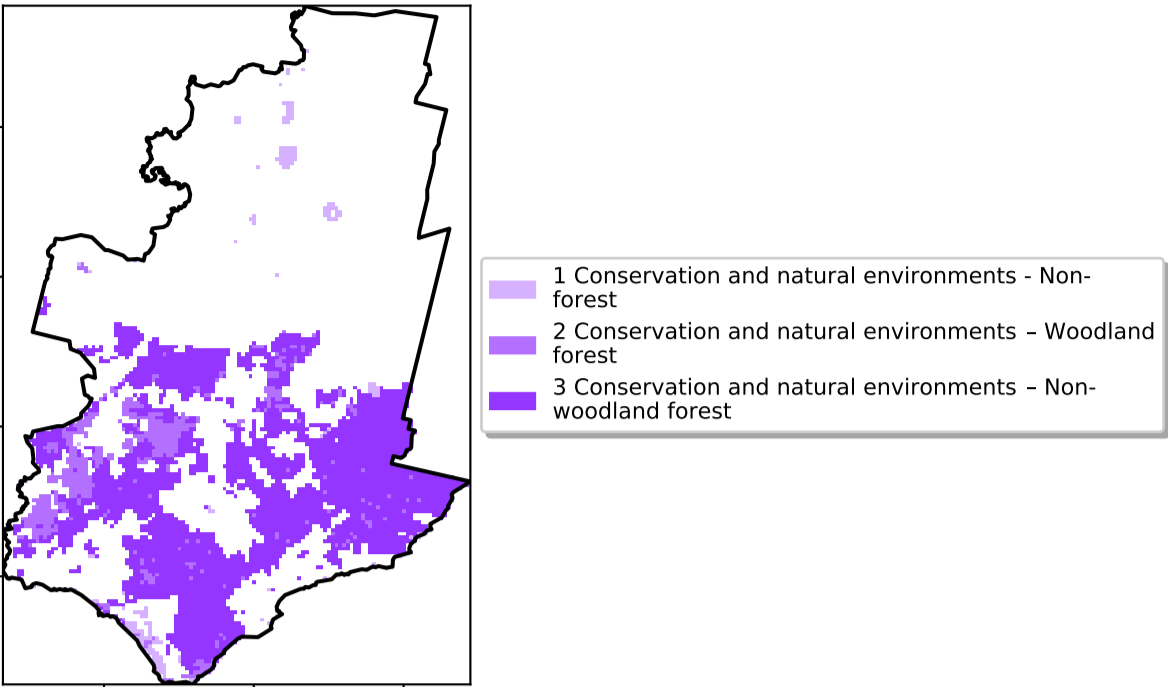 1 Conservation and natural environments - Non-
forest
2 Conservation and natural environments – Woodland
forest
3 Conservation and natural environments – Non-
woodland forest